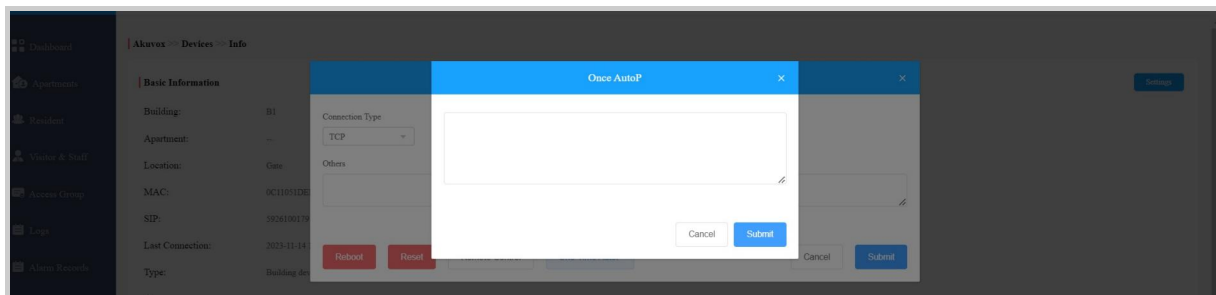 Dashboard
Akuvox >> Devices >> Info
Once AutoP
Apartments
Basic Information
Settings
Building: B1
Connection Type
Resident
Apartment: ---
TCP
Visitor & Staff
Location: Gate
Others
Access Group
MAC:
SIP:
Logs
Last Connection: 2023-11-14
Cancel Submit
Reboot Reset Cancel Submit
Alarm Records
Type: Building